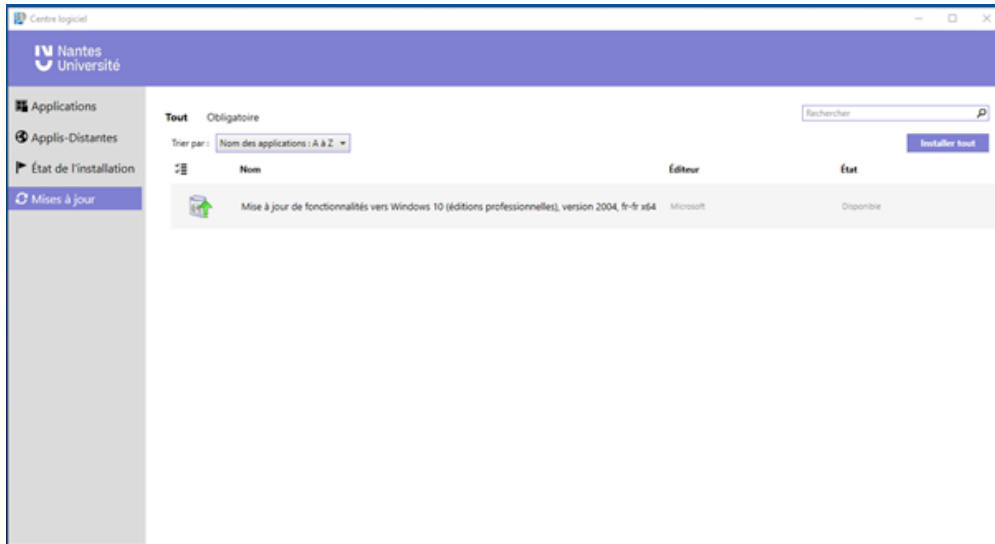 Centre logiciel
Nantes
Université
Applications
Applis-Distantes
État de l'installation
Mises à jour
Tout Obligatoire
Rechercher
Trier par : Nom des applications : A à Z
Installer tout
Nom Éditeur État
Mise à jour de fonctionnalités vers Windows 10 (éditions professionnelles), version 2004, fr-fr x64 Microsoft Disponible